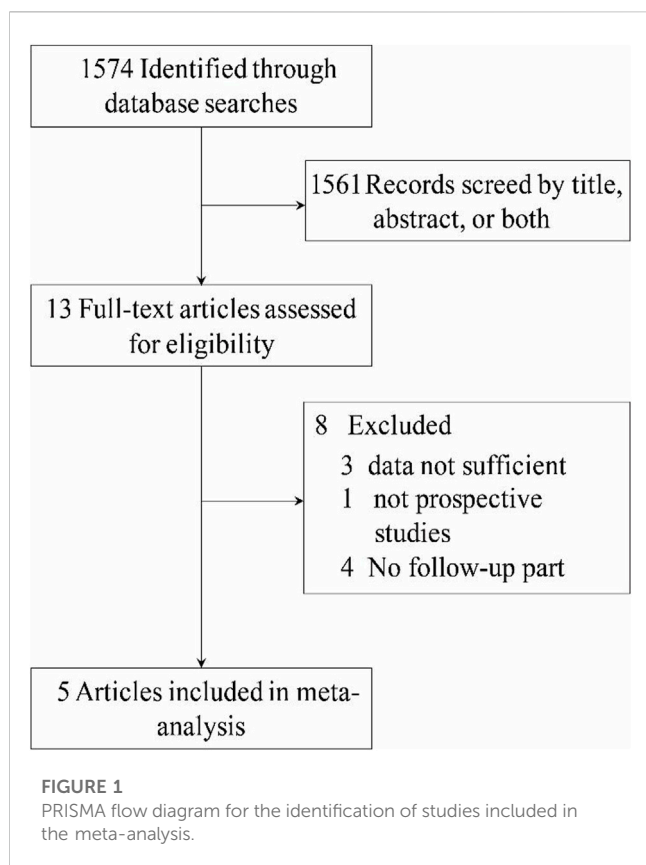 1574 Identified through
database searches
1561 Records screed by title,
abstract, or both
13 Full-text articles assessed
for eligibility
8 Excluded
3 data not sufficient
1 not prospective
studies
4 No follow-up part
5 Articles included in meta-
analysis
FIGURE 1
PRISMA flow diagram for the identification of studies included in
the meta-analysis.